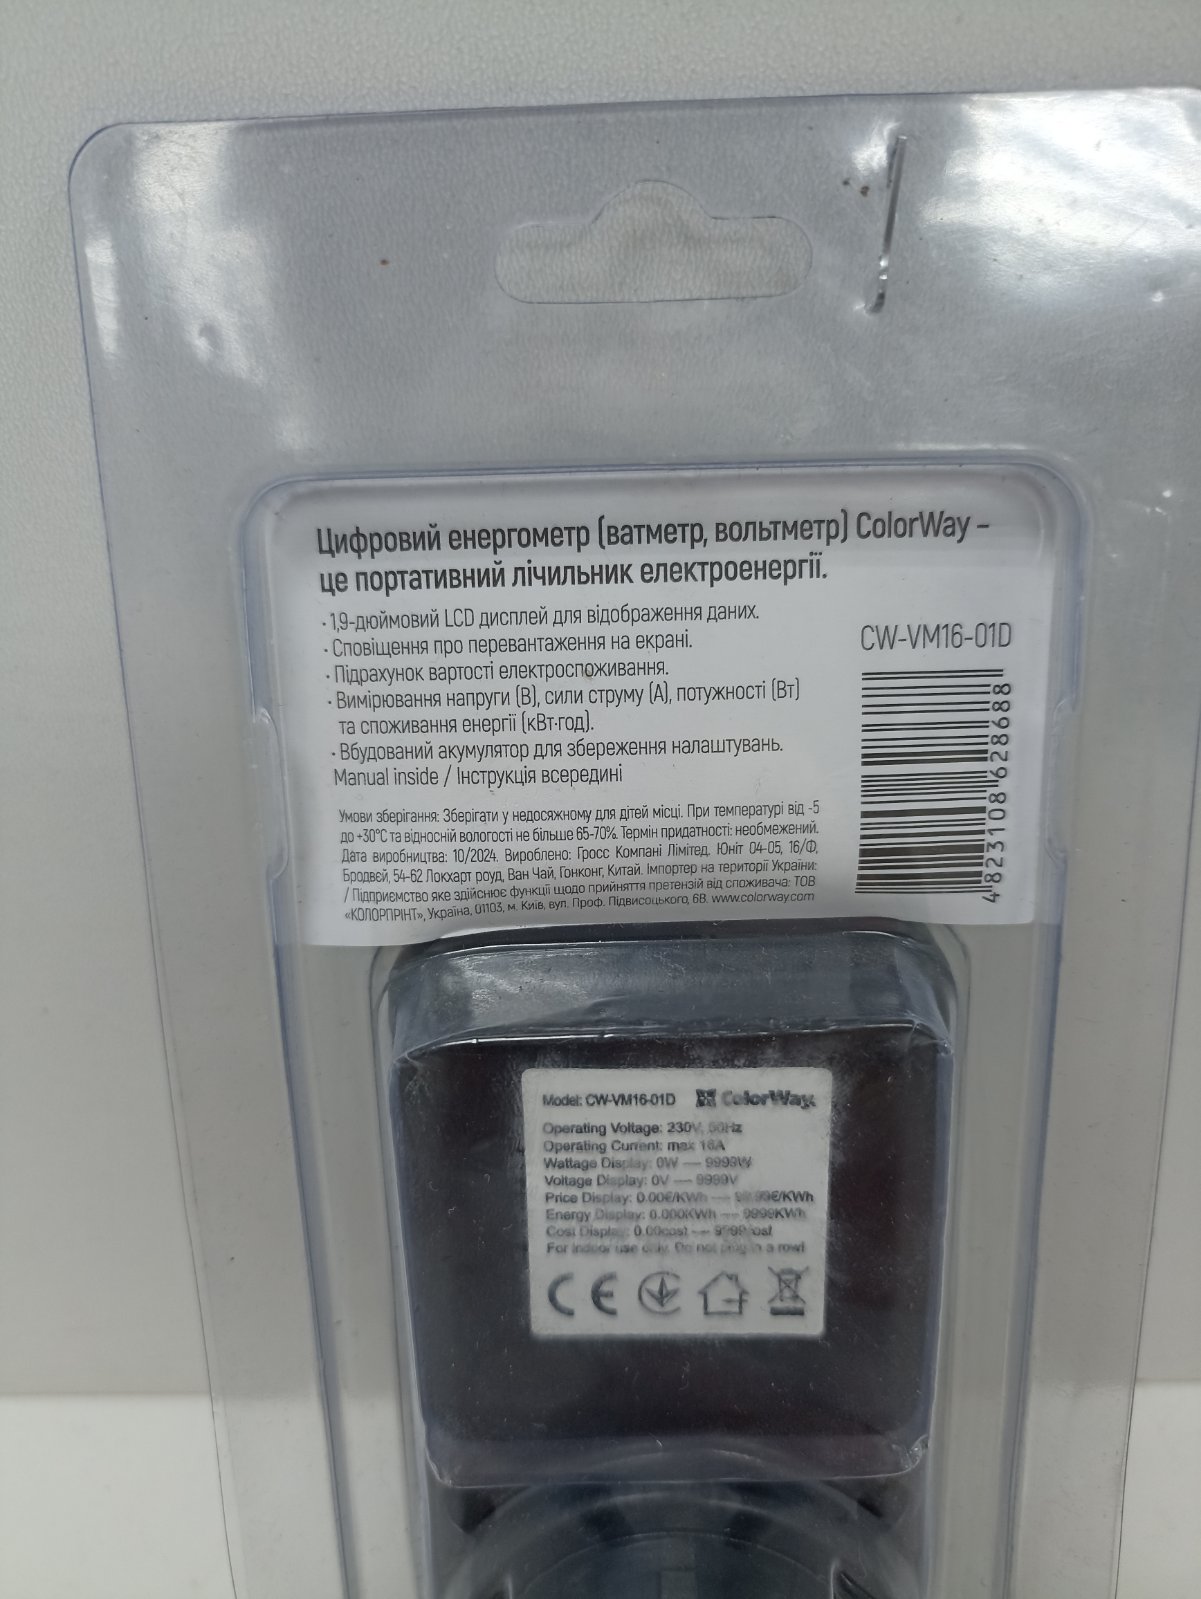 Цифровий енергометр (ватметр, вольтметр) ColorWay –
це портативний лічильник електроенергії.
· 1,9-дюймовий LCD дисплей для відображення даних.
· Сповіщення про перевантаження на екрані.
· Підрахунок вартості електроспоживання.
· Вимірювання напруги (В), сили струму (А), потужності (Вт)
та споживання енергії (кВт·год).
· Вбудований акумулятор для збереження налаштувань.
Manual inside / Інструкція всередині
CW-VM16-01D
4823108628688
Умови зберігання: Зберігати у недосяжному для дітей місці. При температурі від -5
до +30°C та відносній вологості не більше 65-70%. Термін придатності: необмежений.
Дата виробництва: 10/2024. Вироблено: Гросс Компані Лімітед. Юніт 04-05, 16/Ф,
Бродвей, 54-62 Локхарт роуд, Ван Чай, Гонконг, Китай. Імпортер на території України:
/ Підприємство яке здійснює функції щодо прийняття претензій від споживача: ТОВ
«КОЛОРПРІНТ», Україна, 01103, м. Київ, вул. Проф. Підвисоцького, 6В. www.colorway.com
Model: CW-VM16-01D ColorWay
Operating Voltage: 230V, 50Hz
Operating Current: max 16A
Wattage Display: 0W — 9999W
Voltage Display: 0V — 9999V
Price Display: 0.00€/KWh — 99.99€/KWh
Energy Display: 0.000KWh — 9999KWh
Cost Display: 0.00cost — 9999cost
For indoor use only. Do not plug in a row!
CE